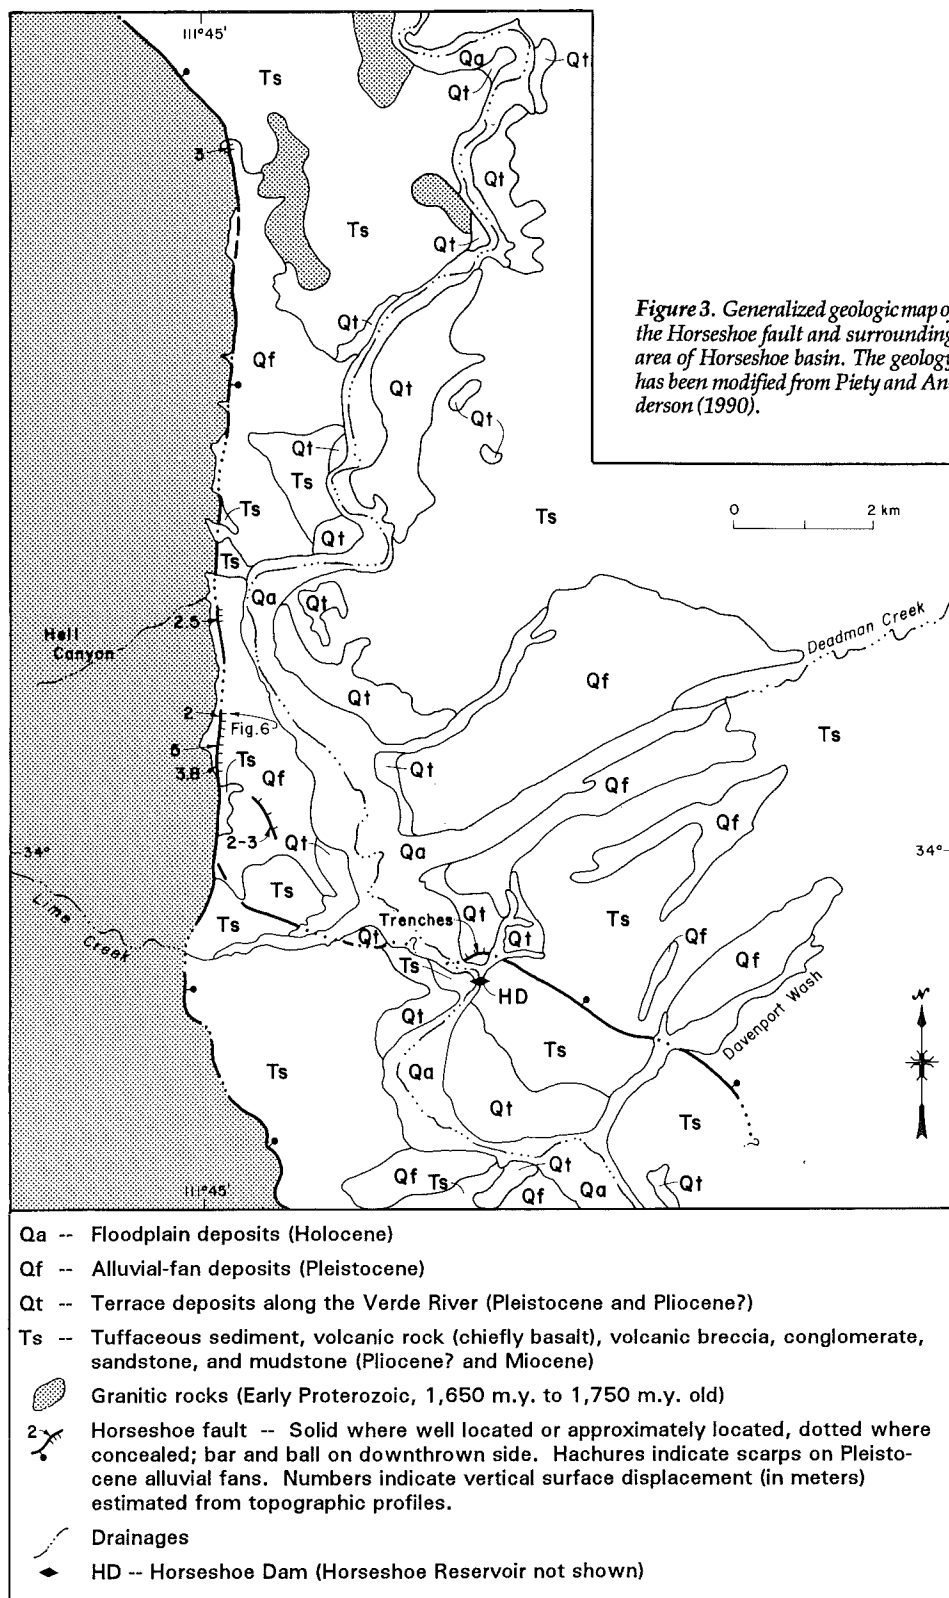 111°45'
Ts
Qa
Qt
Qt
3
Qt
Ts
Qt
Qt
Qf
Qt
Qt
Qt
Ts
Ts
Ts
Qt
Ts
Qa
Qt
2.5
Hell
Canyon
Deadman Creek
Qf
Qt
2
Fig.6
Ts
5
Ts
3.8
Qf
Qt
Qf
Qf
2-3
Qt
Qa
34°
34°
Ts
Lime Creek
Ts
Trenches
Qt
Qt
Qt
Ts
Qf
Qf
Ts
HD
Qt
Davenport Wash
Ts
Ts
Qa
Qt
Ts
N
Qf
Ts
Qt
Qf
Qa
Qt
111°45'
0 2 km
Figure 3. Generalized geologic map o
the Horseshoe fault and surrounding
area of Horseshoe basin. The geology
has been modified from Piety and An-
derson (1990).
Qa -- Floodplain deposits (Holocene)
Qf -- Alluvial-fan deposits (Pleistocene)
Qt -- Terrace deposits along the Verde River (Pleistocene and Pliocene?)
Ts -- Tuffaceous sediment, volcanic rock (chiefly basalt), volcanic breccia, conglomerate,
sandstone, and mudstone (Pliocene? and Miocene)
Granitic rocks (Early Proterozoic, 1,650 m.y. to 1,750 m.y. old)
2 Horseshoe fault -- Solid where well located or approximately located, dotted where
concealed; bar and ball on downthrown side. Hachures indicate scarps on Pleisto-
cene alluvial fans. Numbers indicate vertical surface displacement (in meters)
estimated from topographic profiles.
Drainages
HD -- Horseshoe Dam (Horseshoe Reservoir not shown)